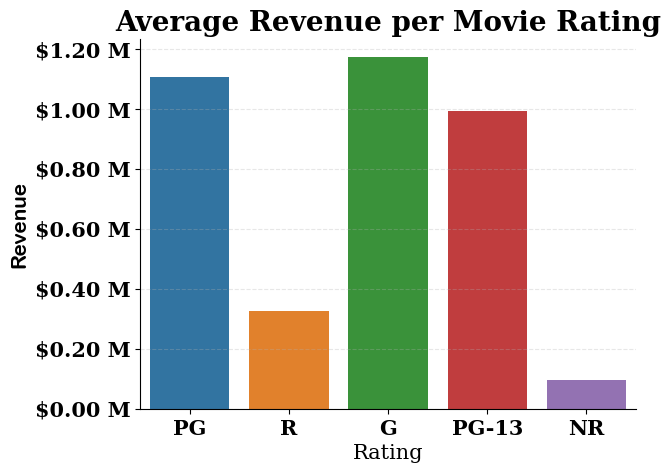 Average Revenue per Movie Rating
$1.20 M
$1.00 M
$0.80 M
$0.60 M
$0.40 M
$0.20 M
$0.00 M
Revenue
PG R G PG-13 NR
Rating